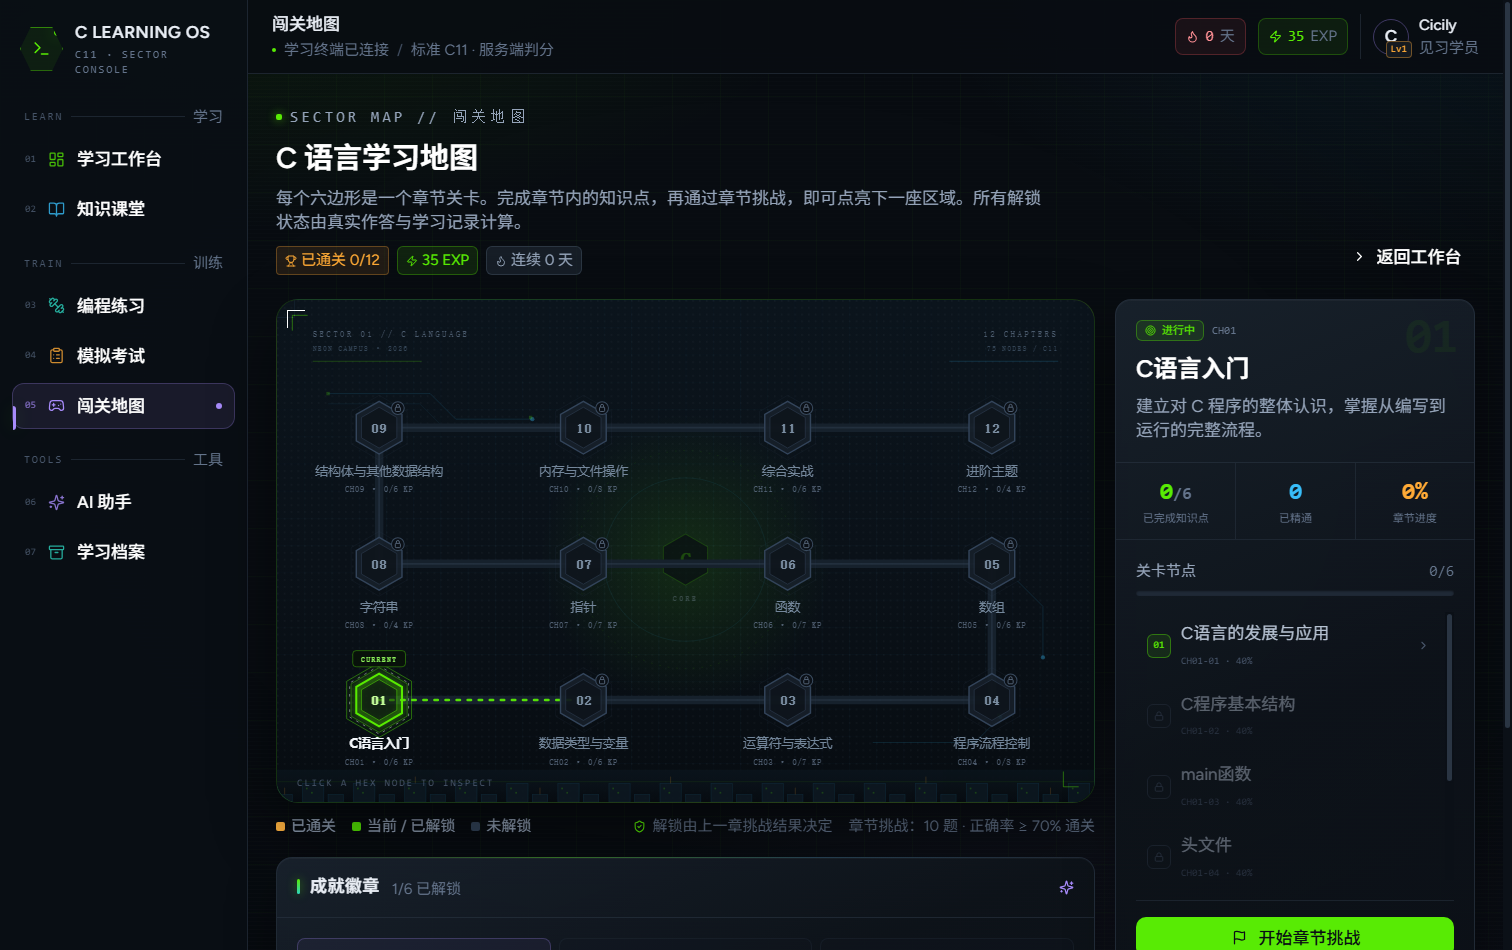 C LEARNING OS
C11 · SECTOR CONSOLE
LEARN 学习
01 学习工作台
02 知识课堂
TRAIN 训练
03 编程练习
04 模拟考试
05 闯关地图
TOOLS 工具
06 AI 助手
07 学习档案
闯关地图
学习终端已连接 / 标准 C11 · 服务端判分
0 天
35 EXP
C
Lv1
Cicily
见习学员
SECTOR MAP // 闯关地图
C 语言学习地图
每个六边形是一个章节关卡。完成章节内的知识点，再通过章节挑战，即可点亮下一座区域。所有解锁
状态由真实作答与学习记录计算。
已通关 0/12
35 EXP
连续 0 天
返回工作台
SECTOR 01 // C LANGUAGE
NEON CAMPUS · 2026
12 CHAPTERS
75 NODES / C11
09
10
11
12
结构体与其他数据结构
内存与文件操作
综合实战
进阶主题
CH09 · 0/6 KP
CH10 · 0/8 KP
CH11 · 0/6 KP
CH12 · 0/4 KP
08
07
C
06
05
CORE
字符串
指针
函数
数组
CH08 · 0/4 KP
CH07 · 0/7 KP
CH06 · 0/7 KP
CH05 · 0/6 KP
CURRENT
01
02
03
04
C语言入门
数据类型与变量
运算符与表达式
程序流程控制
CH01 · 0/6 KP
CH02 · 0/6 KP
CH03 · 0/7 KP
CH04 · 0/8 KP
CLICK A HEX NODE TO INSPECT
已通关
当前 / 已解锁
未解锁
解锁由上一章挑战结果决定
章节挑战：10 题 · 正确率 ≥ 70% 通关
成就徽章 1/6 已解锁
进行中 CH01
01
C语言入门
建立对 C 程序的整体认识，掌握从编写到
运行的完整流程。
0/6
已完成知识点
0
已精通
0%
章节进度
关卡节点 0/6
01
C语言的发展与应用
CH01-01 · 40%
C程序基本结构
CH01-02 · 40%
main函数
CH01-03 · 40%
头文件
CH01-04 · 40%
开始章节挑战